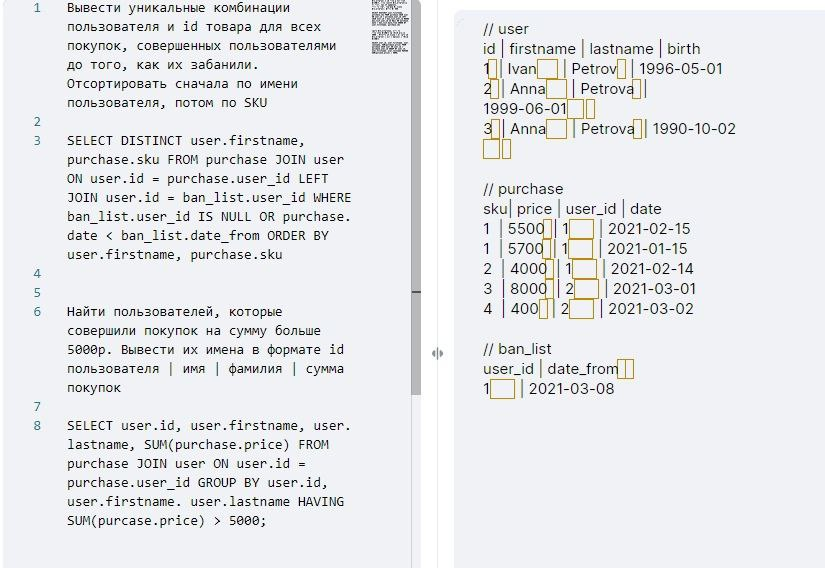 Вывести уникальные комбинации
пользователя и id товара для всех
покупок, совершенных пользователями
до того, как их забанили.
Отсортировать сначала по имени
пользователя, потом по SKU
SELECT DISTINCT user.firstname,
purchase.sku FROM purchase JOIN user
ON user.id = purchase.user_id LEFT
JOIN user.id = ban_list.user_id WHERE
ban_list.user_id IS NULL OR purchase.
date < ban_list.date_from ORDER BY
user.firstname, purchase.sku
Найти пользователей, которые
совершили покупок на сумму больше
5000р. Вывести их имена в формате id
пользователя | имя | фамилия | сумма
покупок
SELECT user.id, user.firstname, user.
lastname, SUM(purchase.price) FROM
purchase JOIN user ON user.id =
purchase.user_id GROUP BY user.id,
user.firstname. user.lastname HAVING
SUM(purcase.price) > 5000;
1
2
3
4
5
6
7
8
// user
id | firstname | lastname | birth
1 | Ivan | Petrov | 1996-05-01
2 | Anna | Petrova |
1999-06-01
3 | Anna | Petrova | 1990-10-02
// purchase
sku| price | user_id | date
1 | 5500 | 1 | 2021-02-15
1 | 5700 | 1 | 2021-01-15
2 | 4000 | 1 | 2021-02-14
3 | 8000 | 2 | 2021-03-01
4 | 400 | 2 | 2021-03-02
// ban_list
user_id | date_from
1 | 2021-03-08